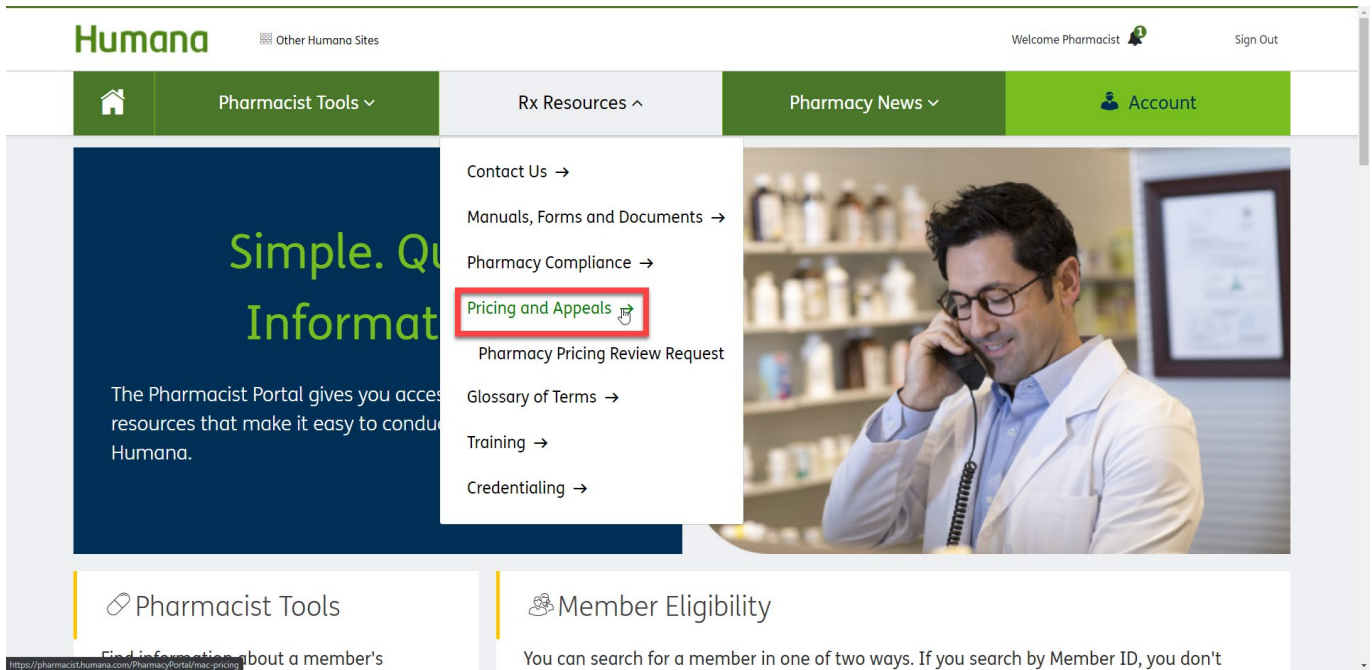 Humana
Other Humana Sites
Welcome Pharmacist
1
Sign Out
Pharmacist Tools
Rx Resources
Pharmacy News
Account
Contact Us →
Manuals, Forms and Documents →
Pharmacy Compliance →
Pricing and Appeals →
Pharmacy Pricing Review Request
Glossary of Terms →
Training →
Credentialing →
Simple. Qu
Informat
The Pharmacist Portal gives you acces
resources that make it easy to condu
Humana.
Pharmacist Tools
Find information about a member's
Member Eligibility
You can search for a member in one of two ways. If you search by Member ID, you don't
https://pharmacist.humana.com/PharmacyPortal/mac-pricing